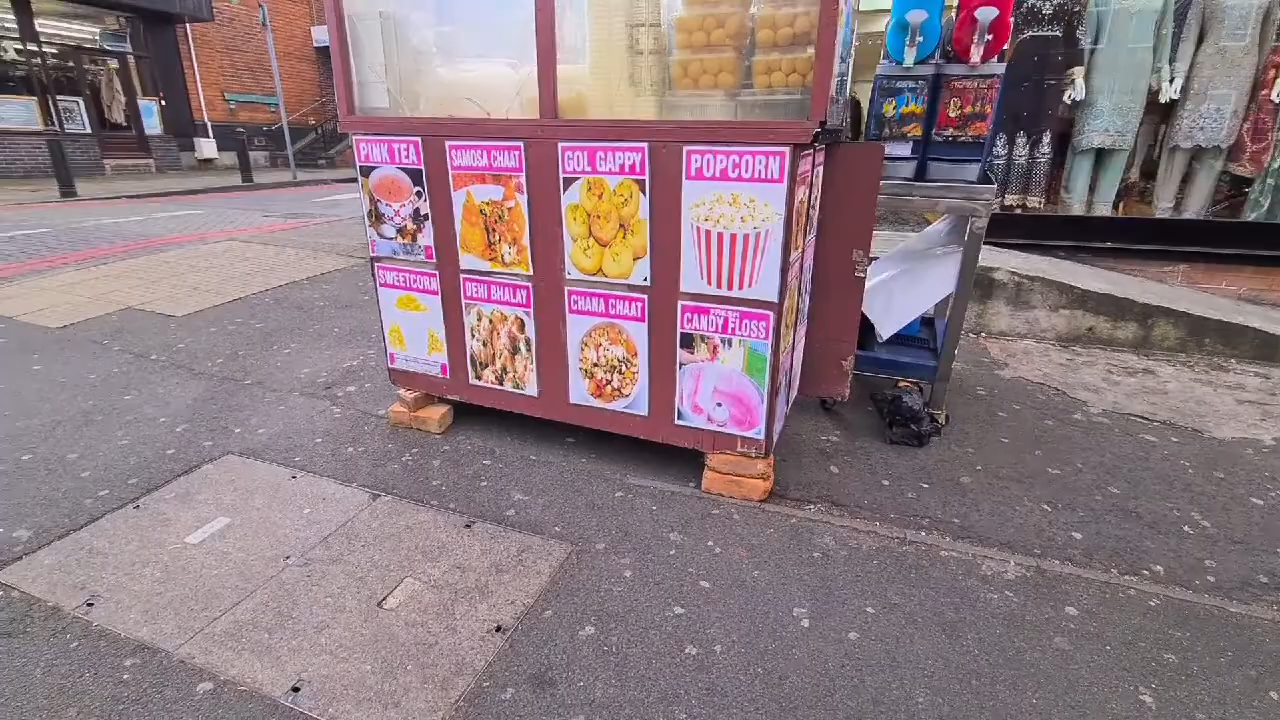 PINK TEA
SAMOSA CHAAT
GOL GAPPY
POPCORN
SWEETCORN
DEHI BHALAY
CHANA CHAAT
FRESH
CANDY FLOSS